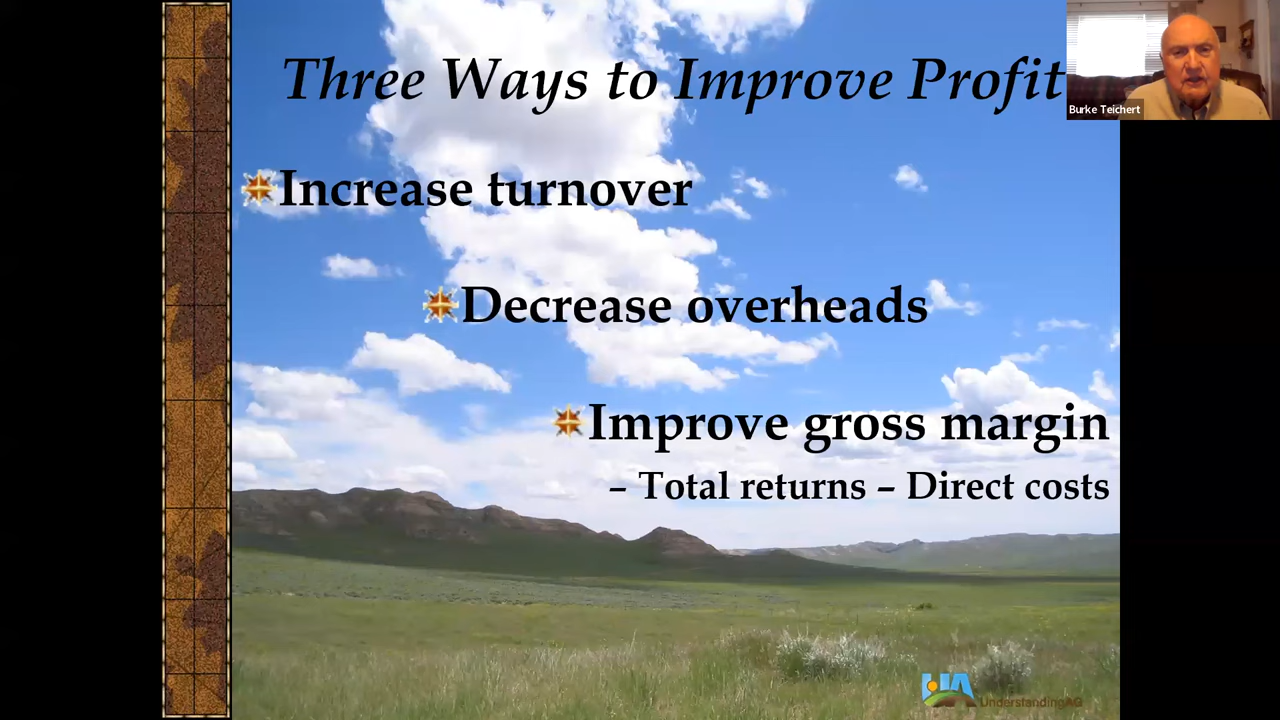 Three Ways to Improve Profit
Burke Teichert
Increase turnover
Decrease overheads
Improve gross margin
– Total returns – Direct costs
UA UnderstandingAG